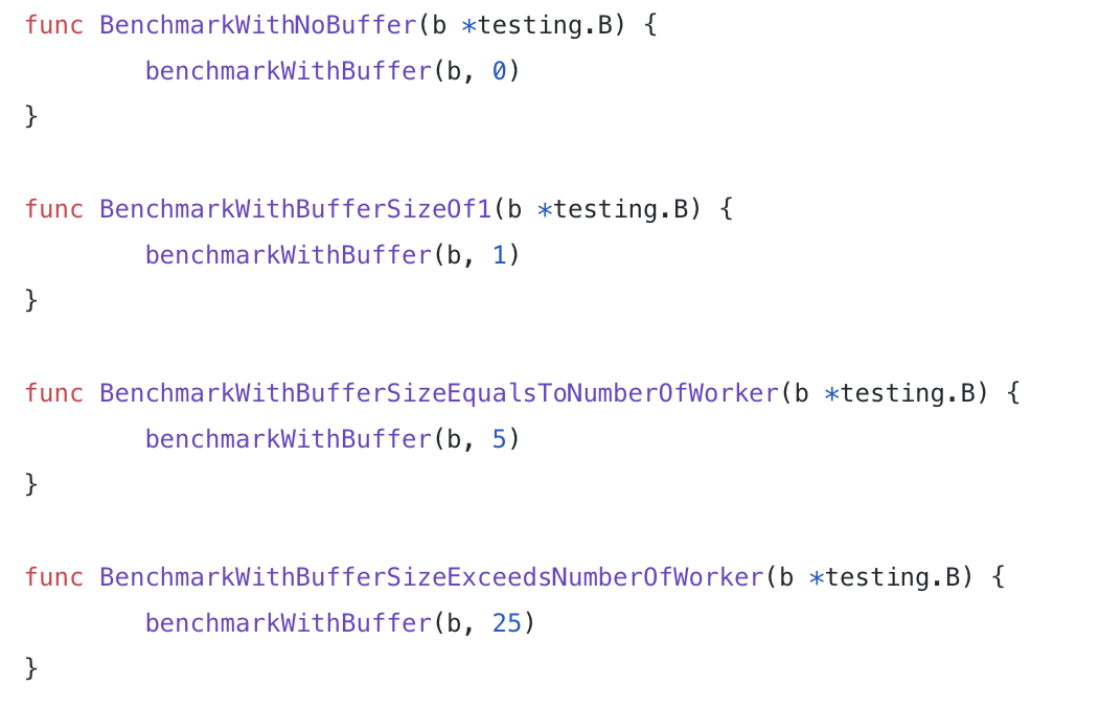 func BenchmarkWithNoBuffer(b *testing.B) {
        benchmarkWithBuffer(b, 0)
}

func BenchmarkWithBufferSizeOf1(b *testing.B) {
        benchmarkWithBuffer(b, 1)
}

func BenchmarkWithBufferSizeEqualsToNumberOfWorker(b *testing.B) {
        benchmarkWithBuffer(b, 5)
}

func BenchmarkWithBufferSizeExceedsNumberOfWorker(b *testing.B) {
        benchmarkWithBuffer(b, 25)
}